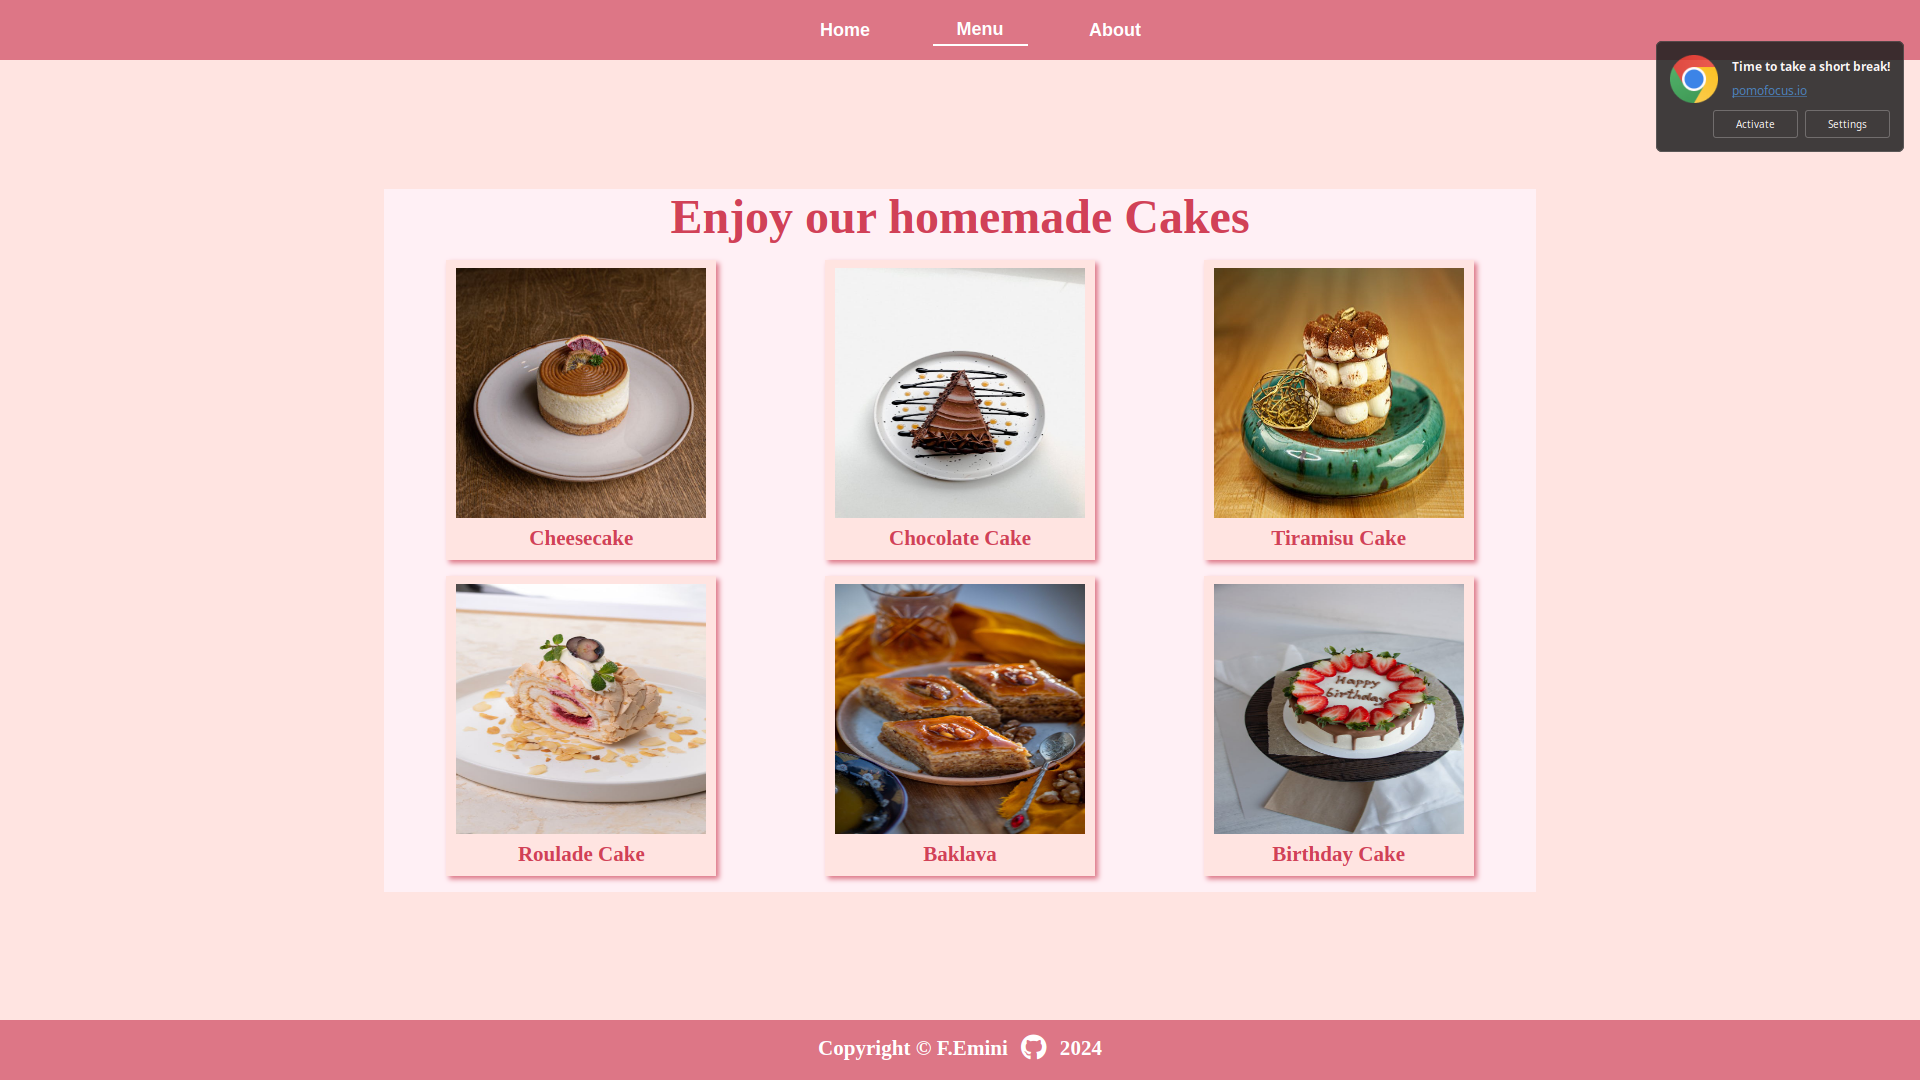 Home
Menu
About
Time to take a short break!
pomofocus.io
Activate
Settings
Enjoy our homemade Cakes
Cheesecake
Chocolate Cake
Tiramisu Cake
Happy
birthday
Roulade Cake
Baklava
Birthday Cake
Copyright © F.Emini 2024